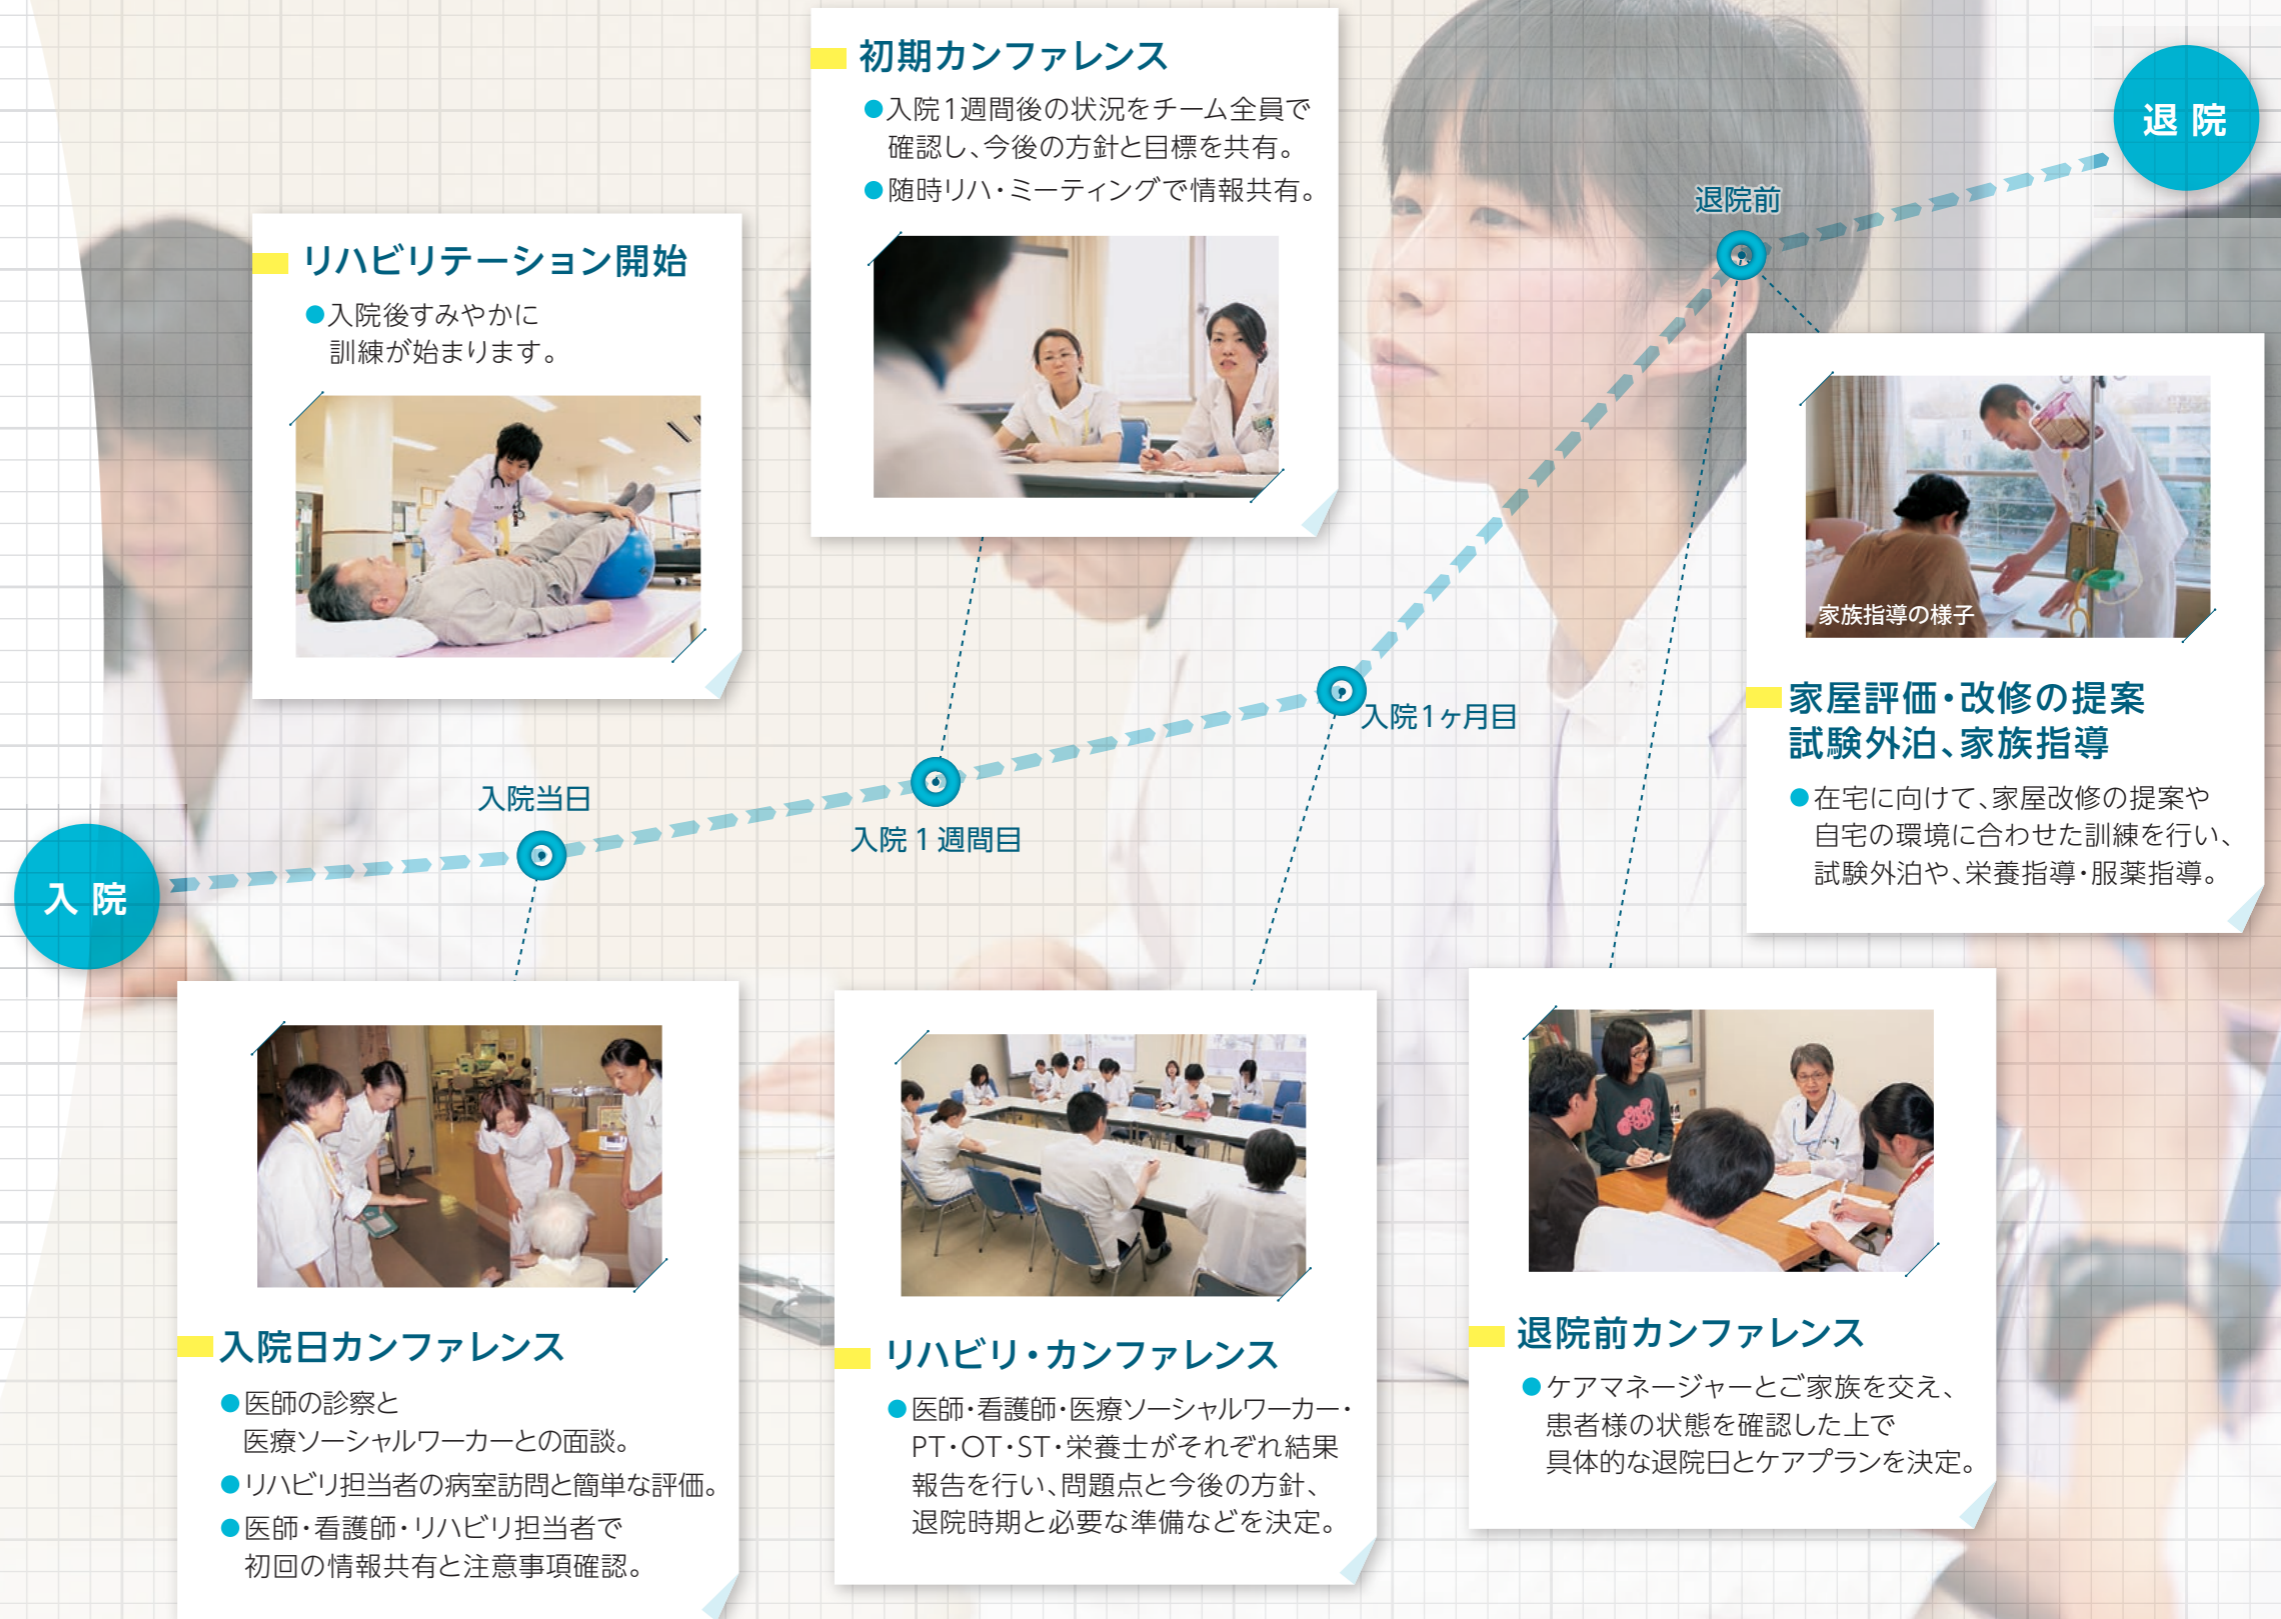 入院
入院当日
入院日カンファレンス
●医師の診察と
医療ソーシャルワーカーとの面談。
●リハビリ担当者の病室訪問と簡単な評価。
●医師・看護師・リハビリ担当者で
初回の情報共有と注意事項確認。
リハビリテーション開始
●入院後すみやかに
訓練が始まります。
入院1週間目
初期カンファレンス
●入院1週間後の状況をチーム全員で
確認し、今後の方針と目標を共有。
●随時リハ・ミーティングで情報共有。
入院1ヶ月目
リハビリ・カンファレンス
●医師・看護師・医療ソーシャルワーカー・
PT・OT・ST・栄養士がそれぞれ結果
報告を行い、問題点と今後の方針、
退院時期と必要な準備などを決定。
退院前
退院前カンファレンス
●ケアマネージャーとご家族を交え、
患者様の状態を確認した上で
具体的な退院日とケアプランを決定。
家族指導の様子
家屋評価・改修の提案
試験外泊、家族指導
●在宅に向けて、家屋改修の提案や
自宅の環境に合わせた訓練を行い、
試験外泊や、栄養指導・服薬指導。
退院